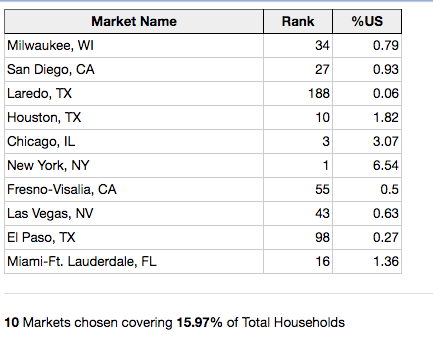 Market Name Rank %US
Milwaukee, WI 34 0.79
San Diego, CA 27 0.93
Laredo, TX 188 0.06
Houston, TX 10 1.82
Chicago, IL 3 3.07
New York, NY 1 6.54
Fresno-Visalia, CA 55 0.5
Las Vegas, NV 43 0.63
El Paso, TX 98 0.27
Miami-Ft. Lauderdale, FL 16 1.36
10 Markets chosen covering 15.97% of Total Households